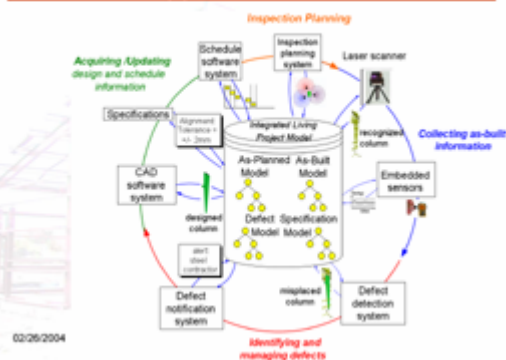 Inspection Planning
Acquiring /Updating
design and schedule
information
Schedule
software
system
Inspection
planning
system
Laser scanner
Specifications
Alignment
Tolerance =
+/- 2mm
Integrated Living
Project Model
recognized
column
Collecting as-built
information
As-Planned
Model
As-Built
Model
CAD
software
system
designed
column
Embedded
sensors
Defect
Model
Specification
Model
alert
steel
contractor
misplaced
column
Defect
notification
system
Defect
detection
system
02/26/2004
Identifying and
managing defects